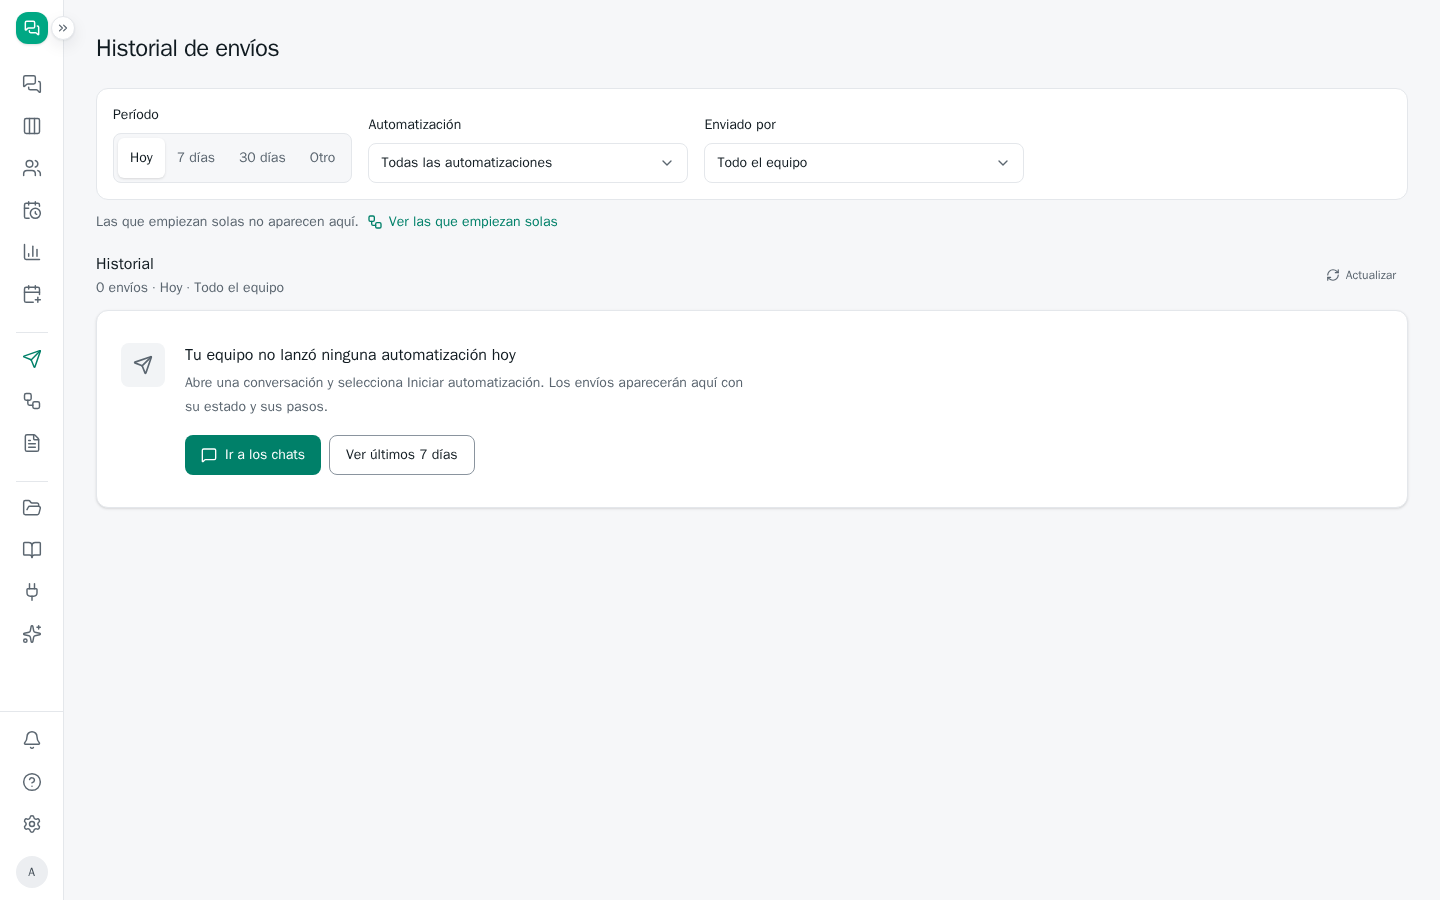 Historial de envíos
Período
Hoy
7 días
30 días
Otro
Automatización
Todas las automatizaciones
Enviado por
Todo el equipo
Las que empiezan solas no aparecen aquí. Ver las que empiezan solas
Historial
0 envíos · Hoy · Todo el equipo
Actualizar
Tu equipo no lanzó ninguna automatización hoy
Abre una conversación y selecciona Iniciar automatización. Los envíos aparecerán aquí con
su estado y sus pasos.
Ir a los chats
Ver últimos 7 días
A